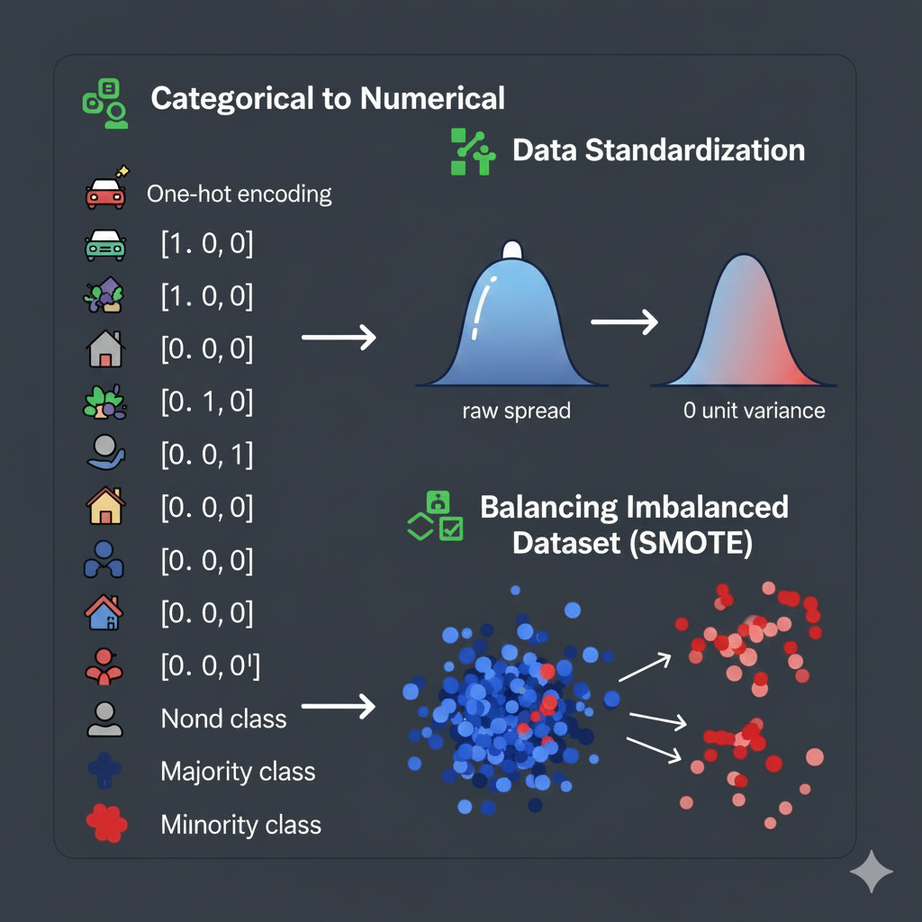 Categorical to Numerical
Data Standardization
One-hot encoding
[1. 0, 0]
[1. 0, 0]
[0. 0, 0]
[0. 1, 0]
[0. 0, 1]
[0. 0, 0]
[0. 0, 0]
[0. 0, 0]
[0. 0, 0']
Nond class
Majority class
Miinority class
raw spread
0 unit variance
Balancing Imbalanced
Dataset (SMOTE)